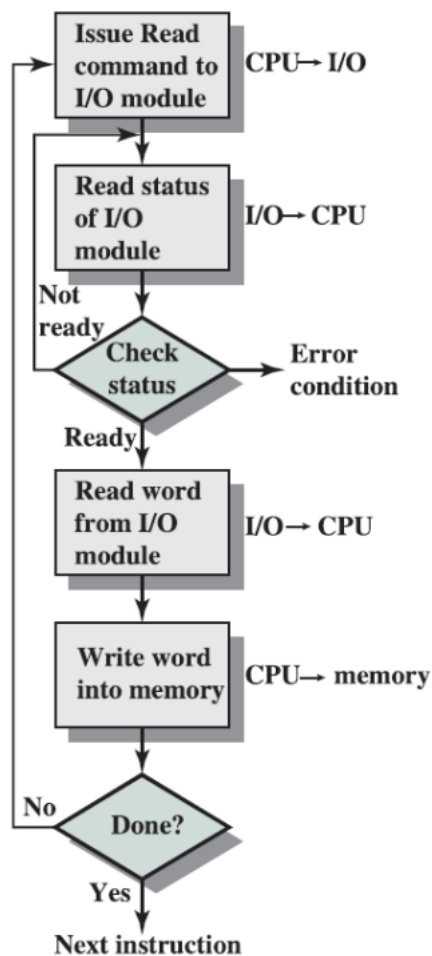 Issue Read
command to
I/O module
CPU→ I/O
Read status
of I/O
module
I/O→ CPU
Not
ready
Check
status
Error
condition
Ready
Read word
from I/O
module
I/O→ CPU
Write word
into memory
CPU→ memory
No
Done?
Yes
Next instruction